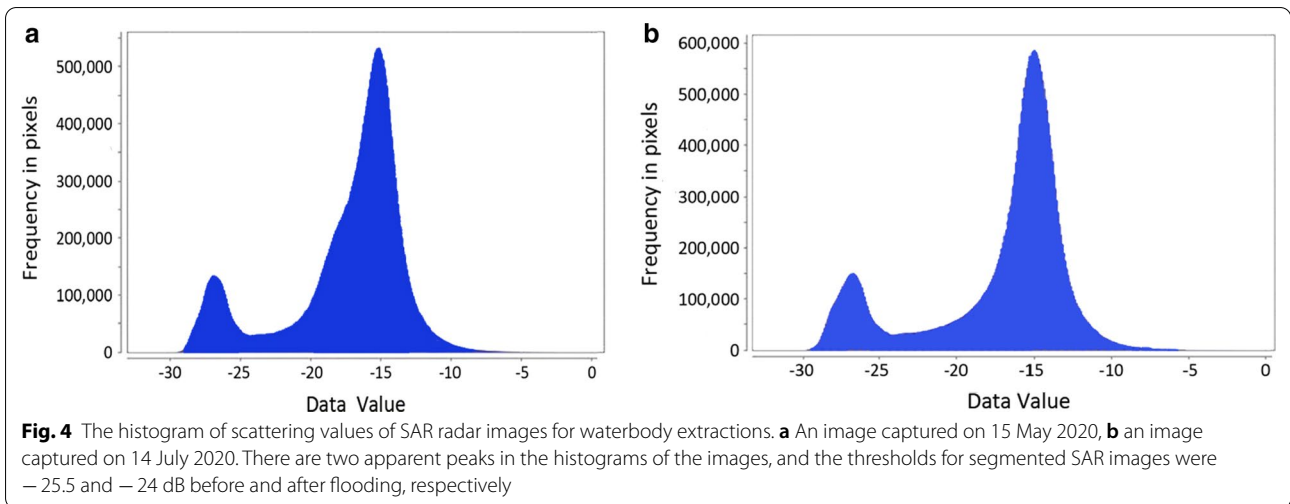 a
500,000
400,000
300,000
200,000
100,000
0
Frequency in pixels
-30 -25 -20 -15 -10 -5 0
Data Value
b
600,000
500,000
400,000
300,000
200,000
100,000
0
Frequency in pixels
-30 -25 -20 -15 -10 -5 0
Data Value
Fig. 4 The histogram of scattering values of SAR radar images for waterbody extractions. a An image captured on 15 May 2020, b an image
captured on 14 July 2020. There are two apparent peaks in the histograms of the images, and the thresholds for segmented SAR images were
− 25.5 and − 24 dB before and after flooding, respectively